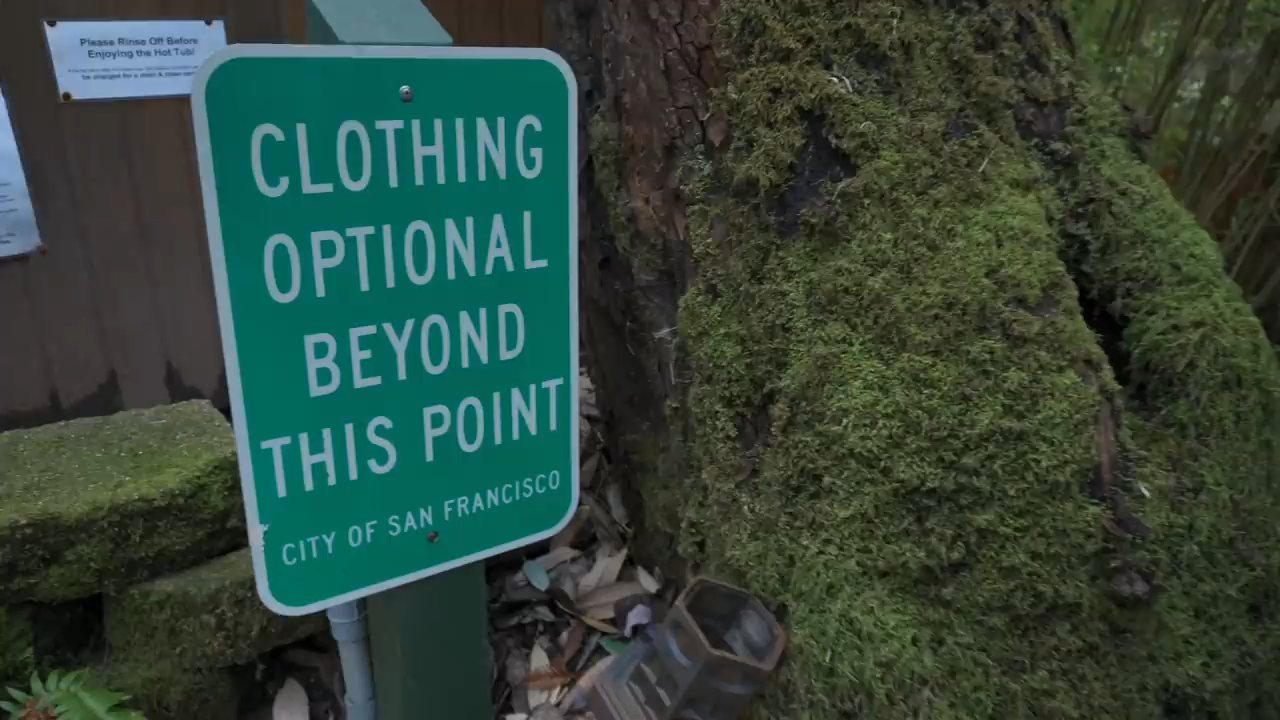 Please Rinse Off Before
Enjoying the Hot Tub!
CLOTHING
OPTIONAL
BEYOND
THIS POINT
CITY OF SAN FRANCISCO